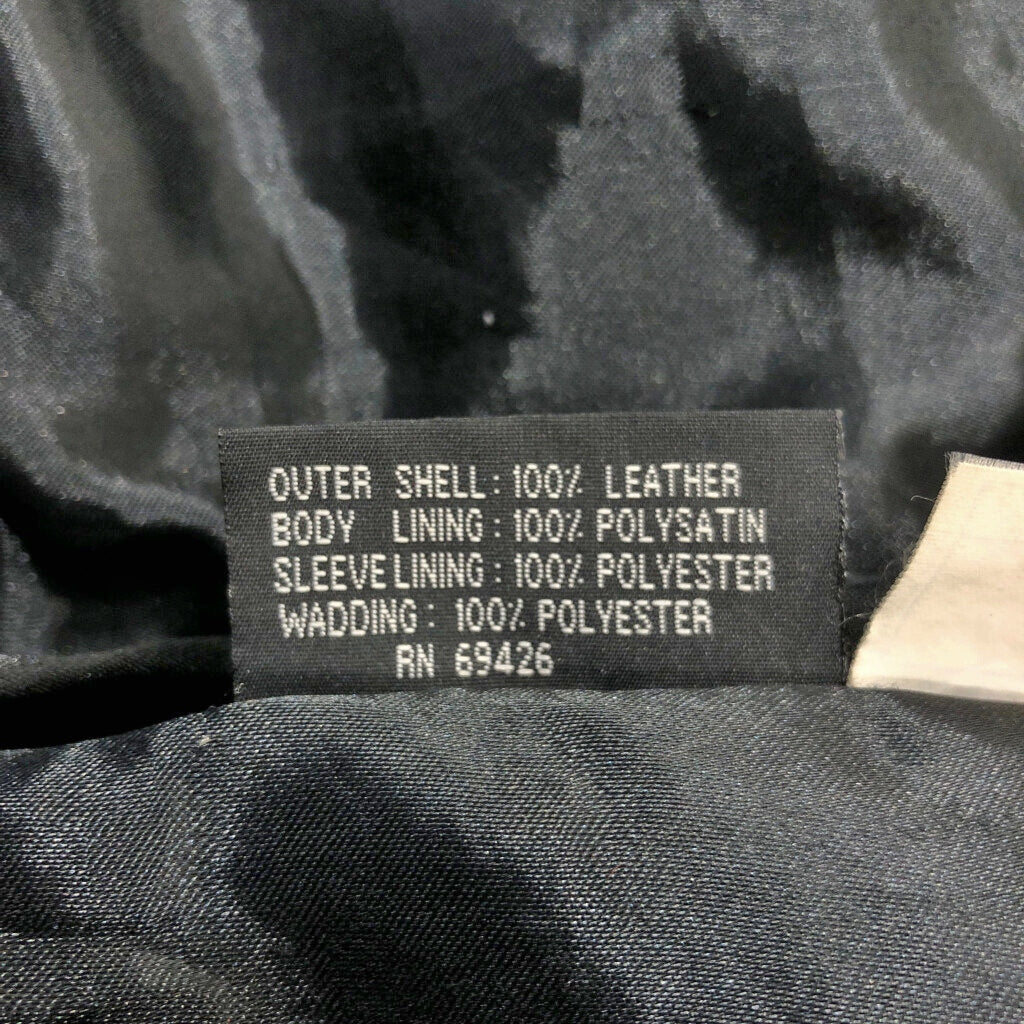 OUTER SHELL: 100% LEATHER
BODY LINING: 100% POLYSATIN
SLEEVE LINING: 100% POLYESTER
WADDING: 100% POLYESTER
RN 69426